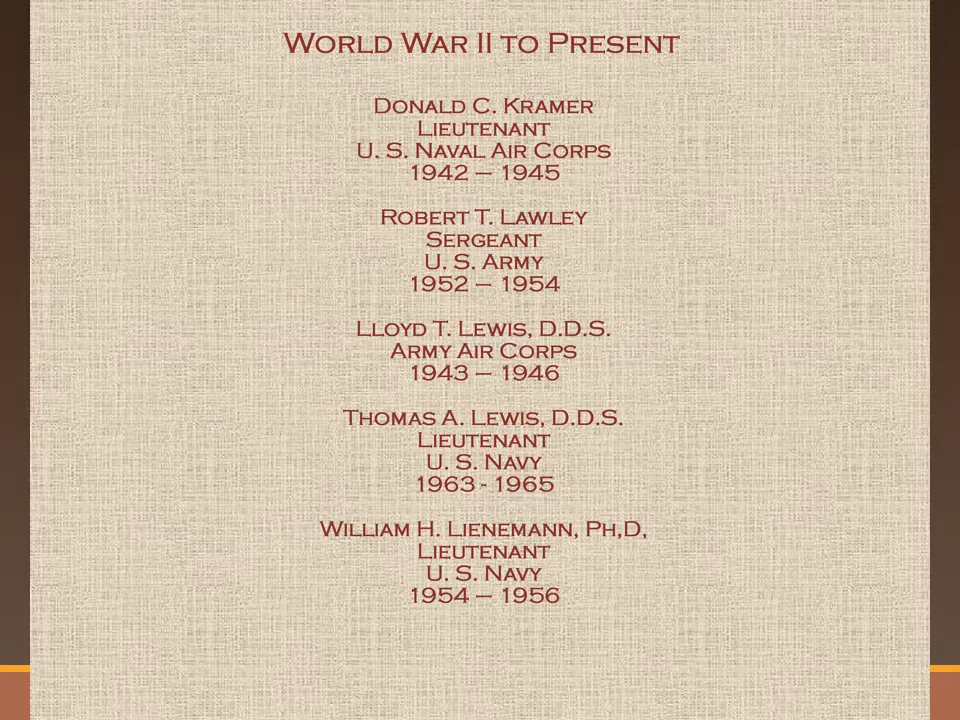 World War II to Present
Donald C. Kramer
Lieutenant
U. S. Naval Air Corps
1942 – 1945
Robert T. Lawley
Sergeant
U. S. Army
1952 – 1954
Lloyd T. Lewis, D.D.S.
Army Air Corps
1943 – 1946
Thomas A. Lewis, D.D.S.
Lieutenant
U. S. Navy
1963 - 1965
William H. Lienemann, Ph,D,
Lieutenant
U. S. Navy
1954 – 1956